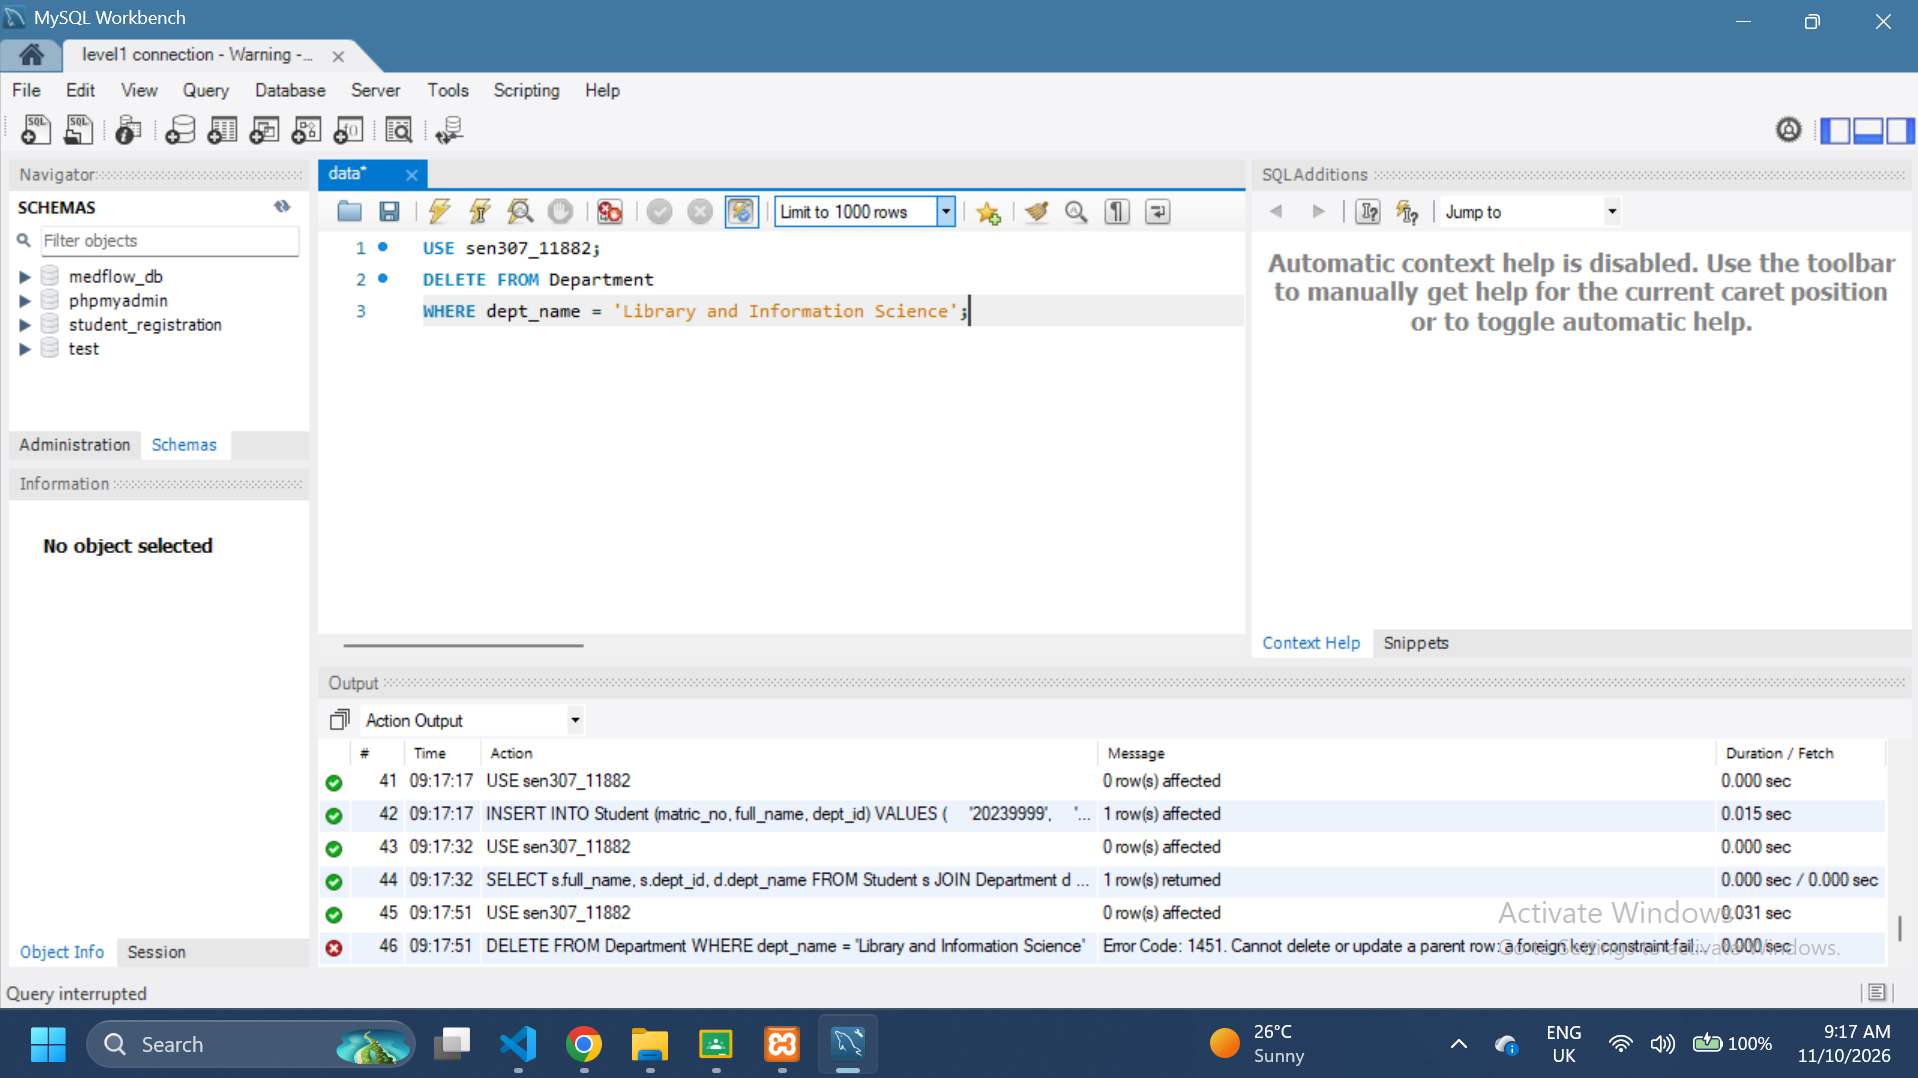 MySQL Workbench
level1 connection - Warning -...
File Edit View Query Database Server Tools Scripting Help
Navigator
SCHEMAS
Filter objects
medflow_db
phpmyadmin
student_registration
test
Administration Schemas
Information
No object selected
Object Info Session
data*
Limit to 1000 rows
1 USE sen307_11882;
2 DELETE FROM Department
3 WHERE dept_name = 'Library and Information Science';
SQLAdditions
Jump to
Automatic context help is disabled. Use the toolbar
to manually get help for the current caret position
or to toggle automatic help.
Context Help Snippets
Output
Action Output
# Time Action Message Duration / Fetch
41 09:17:17 USE sen307_11882 0 row(s) affected 0.000 sec
42 09:17:17 INSERT INTO Student (matric_no, full_name, dept_id) VALUES ( '20239999', '... 1 row(s) affected 0.015 sec
43 09:17:32 USE sen307_11882 0 row(s) affected 0.000 sec
44 09:17:32 SELECT s.full_name, s.dept_id, d.dept_name FROM Student s JOIN Department d ... 1 row(s) returned 0.000 sec / 0.000 sec
45 09:17:51 USE sen307_11882 0 row(s) affected 0.031 sec
46 09:17:51 DELETE FROM Department WHERE dept_name = 'Library and Information Science' Error Code: 1451. Cannot delete or update a parent row: a foreign key constraint fail... 0.000 sec
Activate Windows
Go to Settings to activate Windows.
Query interrupted
Search
26°C
Sunny
ENG
UK
100%
9:17 AM
11/10/2026